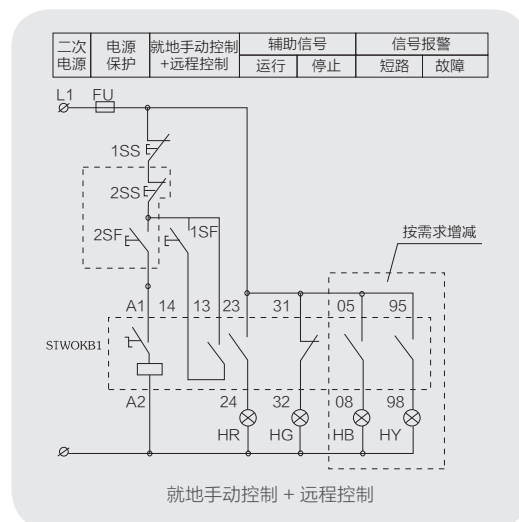 二次电源 电源保护 就地手动控制+远程控制 辅助信号 信号报警
运行 停止 短路 故障
L1 FU
1SS
2SS
2SF 1SF
按需求增减
A1 14 13 23 31 05 95
SIWOKB1
A2 24 32 08 98
HR HG HB HY
就地手动控制 + 远程控制